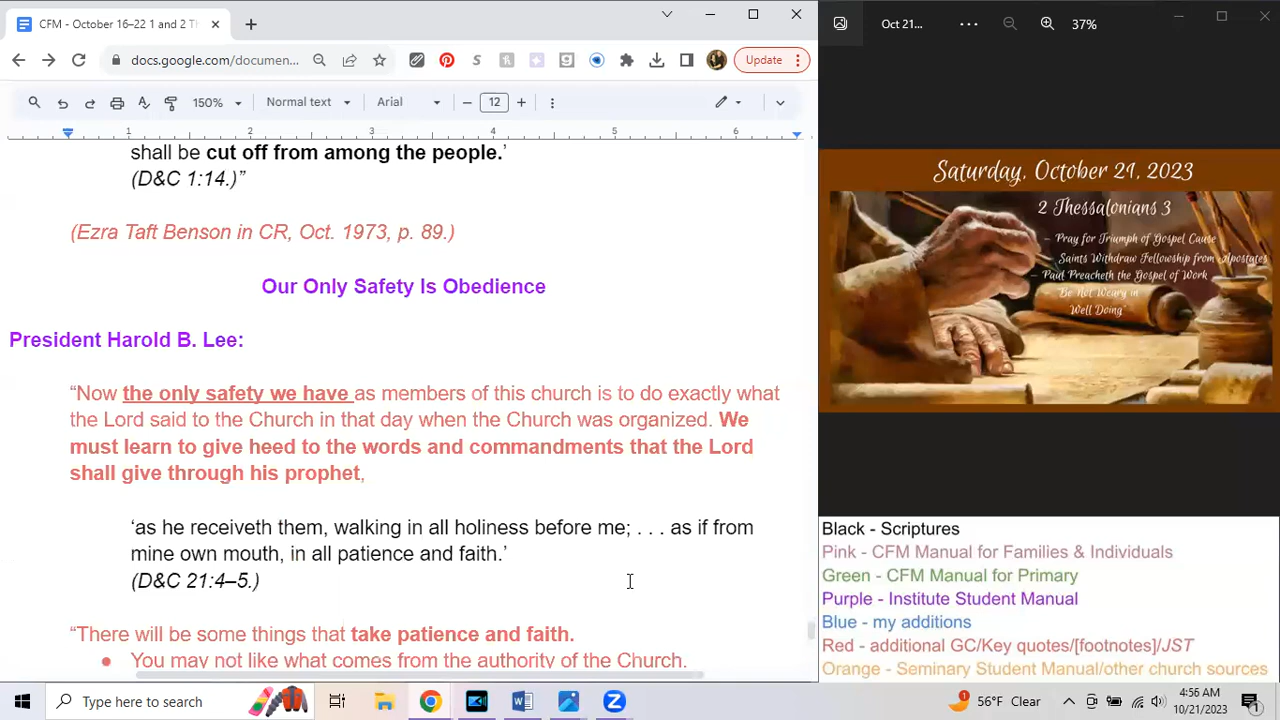 CFM - October 16–22 1 and 2 Th
docs.google.com/documen...
Update
150%
Normal text
Arial
12
1 2 3 4 5 6
shall be cut off from among the people.’
(D&C 1:14.)”
(Ezra Taft Benson in CR, Oct. 1973, p. 89.)
Our Only Safety Is Obedience
President Harold B. Lee:
“Now the only safety we have as members of this church is to do exactly what
the Lord said to the Church in that day when the Church was organized. We
must learn to give heed to the words and commandments that the Lord
shall give through his prophet,
‘as he receiveth them, walking in all holiness before me; . . . as if from
mine own mouth, in all patience and faith.’
(D&C 21:4–5.)
“There will be some things that take patience and faith.
● You may not like what comes from the authority of the Church.
Oct 21...
37%
Saturday, October 21, 2023
2 Thessalonians 3
– Pray for Triumph of Gospel Cause
Saints Withdraw Fellowship from Apostates
Paul Preacheth the Gospel of Work
"Be Not Weary in
Well Doing"
Black - Scriptures
Pink - CFM Manual for Families & Individuals
Green - CFM Manual for Primary
Purple - Institute Student Manual
Blue - my additions
Red - additional GC/Key quotes/[footnotes]/JST
Orange - Seminary Student Manual/other church sources
Type here to search
1
56°F Clear
4:56 AM
10/21/2023
1